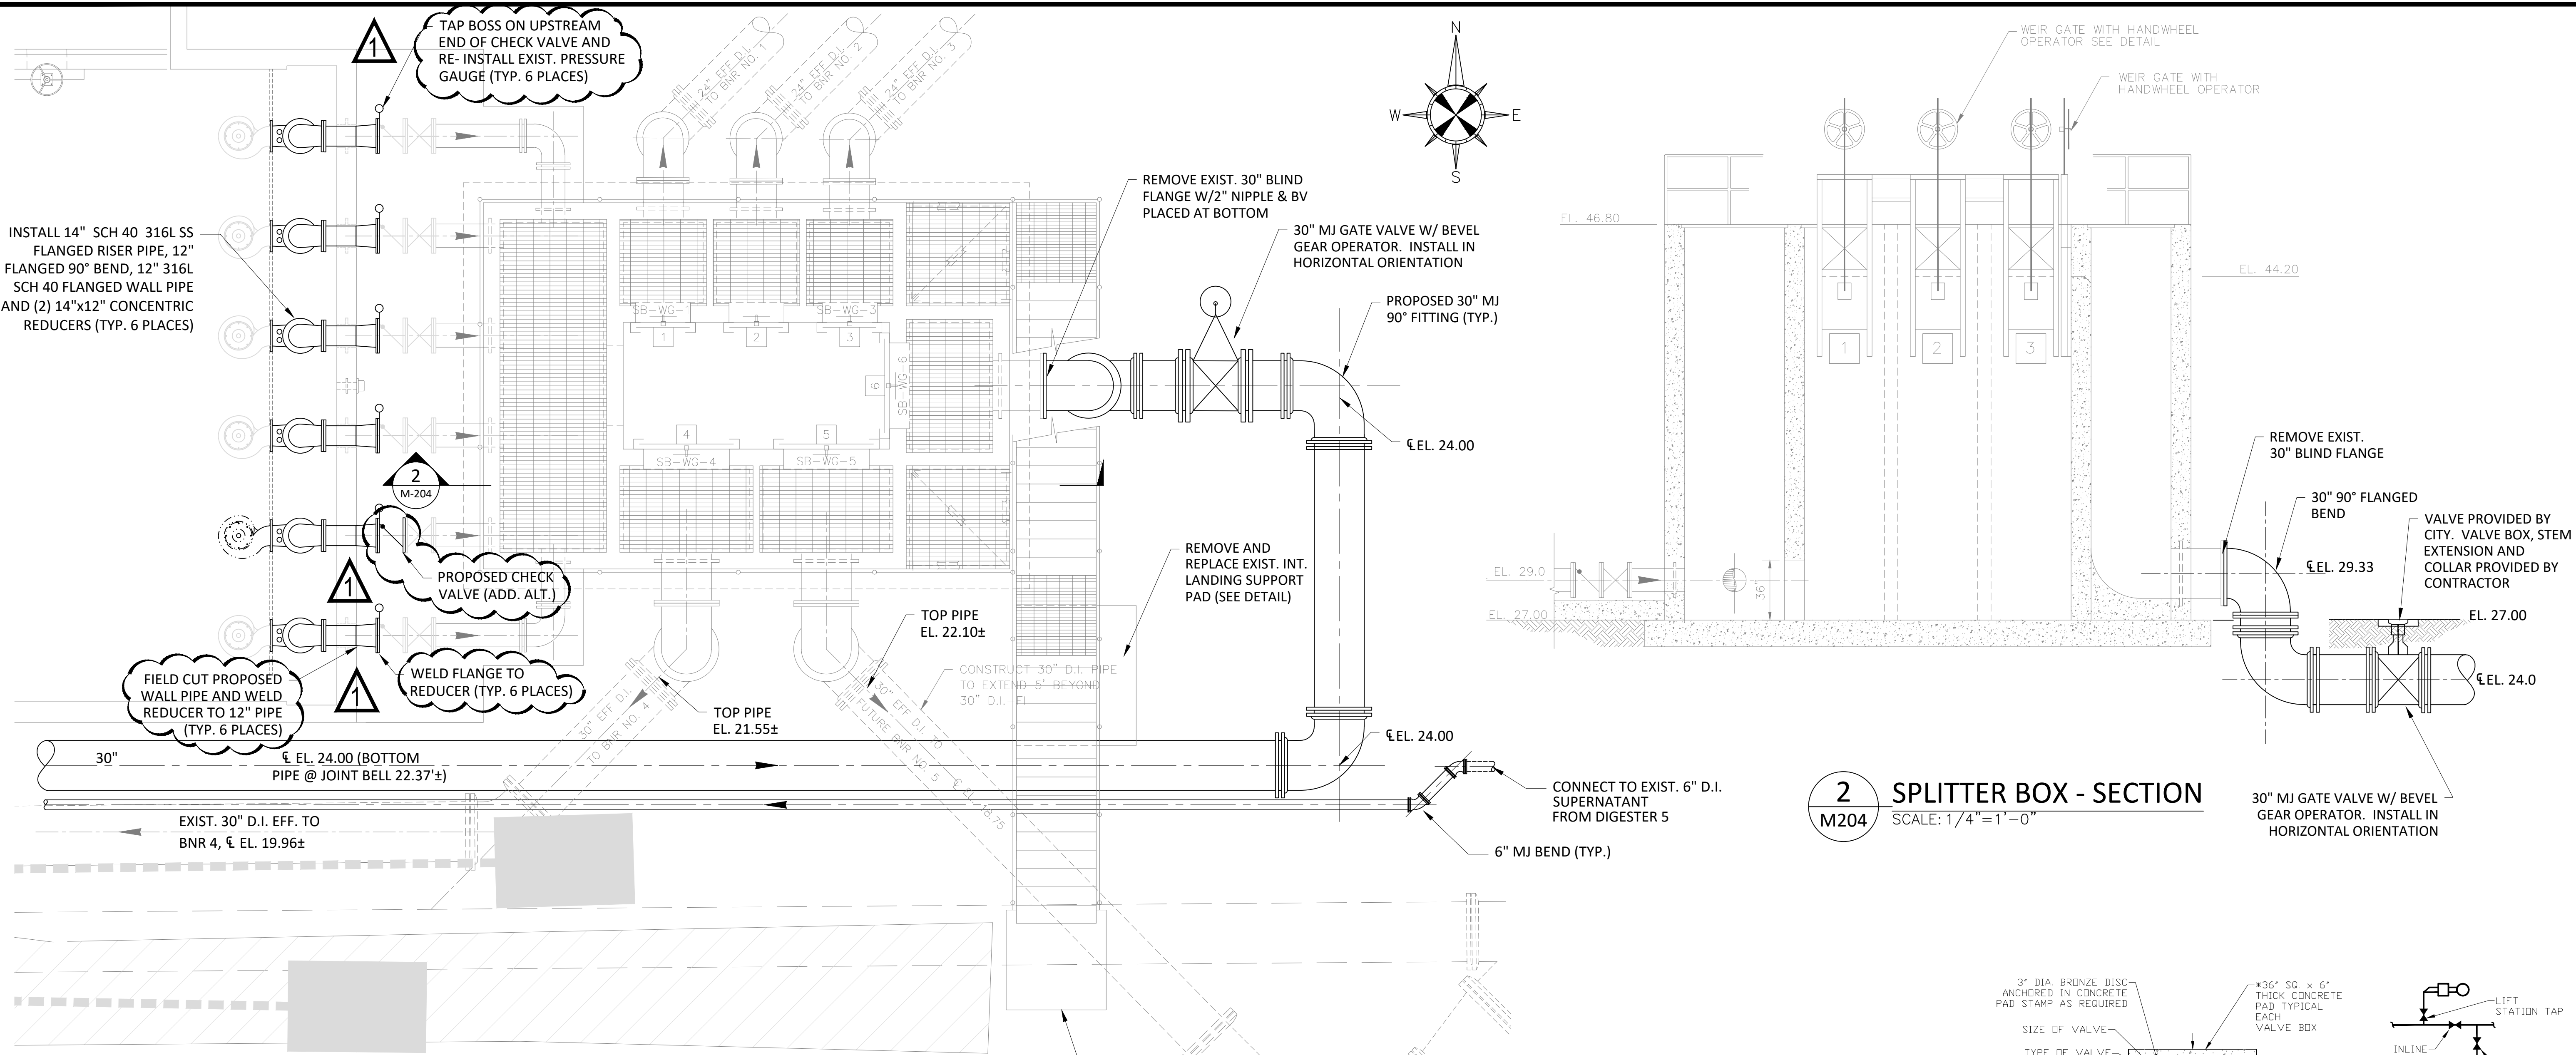 TAP BOSS ON UPSTREAM
END OF CHECK VALVE AND
RE- INSTALL EXIST. PRESSURE
GAUGE (TYP. 6 PLACES)
1
24" EFF D.I.
TO BNR NO. 1
24" EFF D.I.
TO BNR NO. 2
24" EFF D.I.
TO BNR NO. 3
N
W
E
S
INSTALL 14" SCH 40 316L SS
FLANGED RISER PIPE, 12"
FLANGED 90° BEND, 12" 316L
SCH 40 FLANGED WALL PIPE
AND (2) 14"x12" CONCENTRIC
REDUCERS (TYP. 6 PLACES)
REMOVE EXIST. 30" BLIND
FLANGE W/2" NIPPLE & BV
PLACED AT BOTTOM
30" MJ GATE VALVE W/ BEVEL
GEAR OPERATOR. INSTALL IN
HORIZONTAL ORIENTATION
PROPOSED 30" MJ
90° FITTING (TYP.)
℄ EL. 24.00
SB-WG-1
SB-WG-3
1
2
3
6
SB-WG-6
4
5
SB-WG-4
SB-WG-5
2
M-204
PROPOSED CHECK
VALVE (ADD. ALT.)
1
REMOVE AND
REPLACE EXIST. INT.
LANDING SUPPORT
PAD (SEE DETAIL)
TOP PIPE
EL. 22.10±
CONSTRUCT 30" D.I. PIPE
TO EXTEND 5' BEYOND
30" D.I.-FI
FIELD CUT PROPOSED
WALL PIPE AND WELD
REDUCER TO 12" PIPE
(TYP. 6 PLACES)
1
WELD FLANGE TO
REDUCER (TYP. 6 PLACES)
30" EFF D.I.
TO BNR NO. 4
TOP PIPE
EL. 21.55±
30" EFF D.I. TO
FUTURE BNR NO. 5
30"
℄ EL. 24.00 (BOTTOM
PIPE @ JOINT BELL 22.37'±)
℄ EL. 24.00
CONNECT TO EXIST. 6" D.I.
SUPERNATANT
FROM DIGESTER 5
6" MJ BEND (TYP.)
EXIST. 30" D.I. EFF. TO
BNR 4, ℄ EL. 19.96±
WEIR GATE WITH HANDWHEEL
OPERATOR SEE DETAIL
WEIR GATE WITH
HANDWHEEL OPERATOR
EL. 46.80
EL. 44.20
1
2
3
EL. 29.0
36"
EL. 27.00
REMOVE EXIST.
30" BLIND FLANGE
30" 90° FLANGED
BEND
VALVE PROVIDED BY
CITY. VALVE BOX, STEM
EXTENSION AND
COLLAR PROVIDED BY
CONTRACTOR
℄ EL. 29.33
EL. 27.00
℄ EL. 24.0
30" MJ GATE VALVE W/ BEVEL
GEAR OPERATOR. INSTALL IN
HORIZONTAL ORIENTATION
2
M204
SPLITTER BOX - SECTION
SCALE: 1/4"=1'-0"
3" DIA. BRONZE DISC
ANCHORED IN CONCRETE
PAD STAMP AS REQUIRED
SIZE OF VALVE
TYPE OF VALVE
*36" SQ. x 6"
THICK CONCRETE
PAD TYPICAL
EACH
VALVE BOX
LIFT
STATION TAP
INLINE